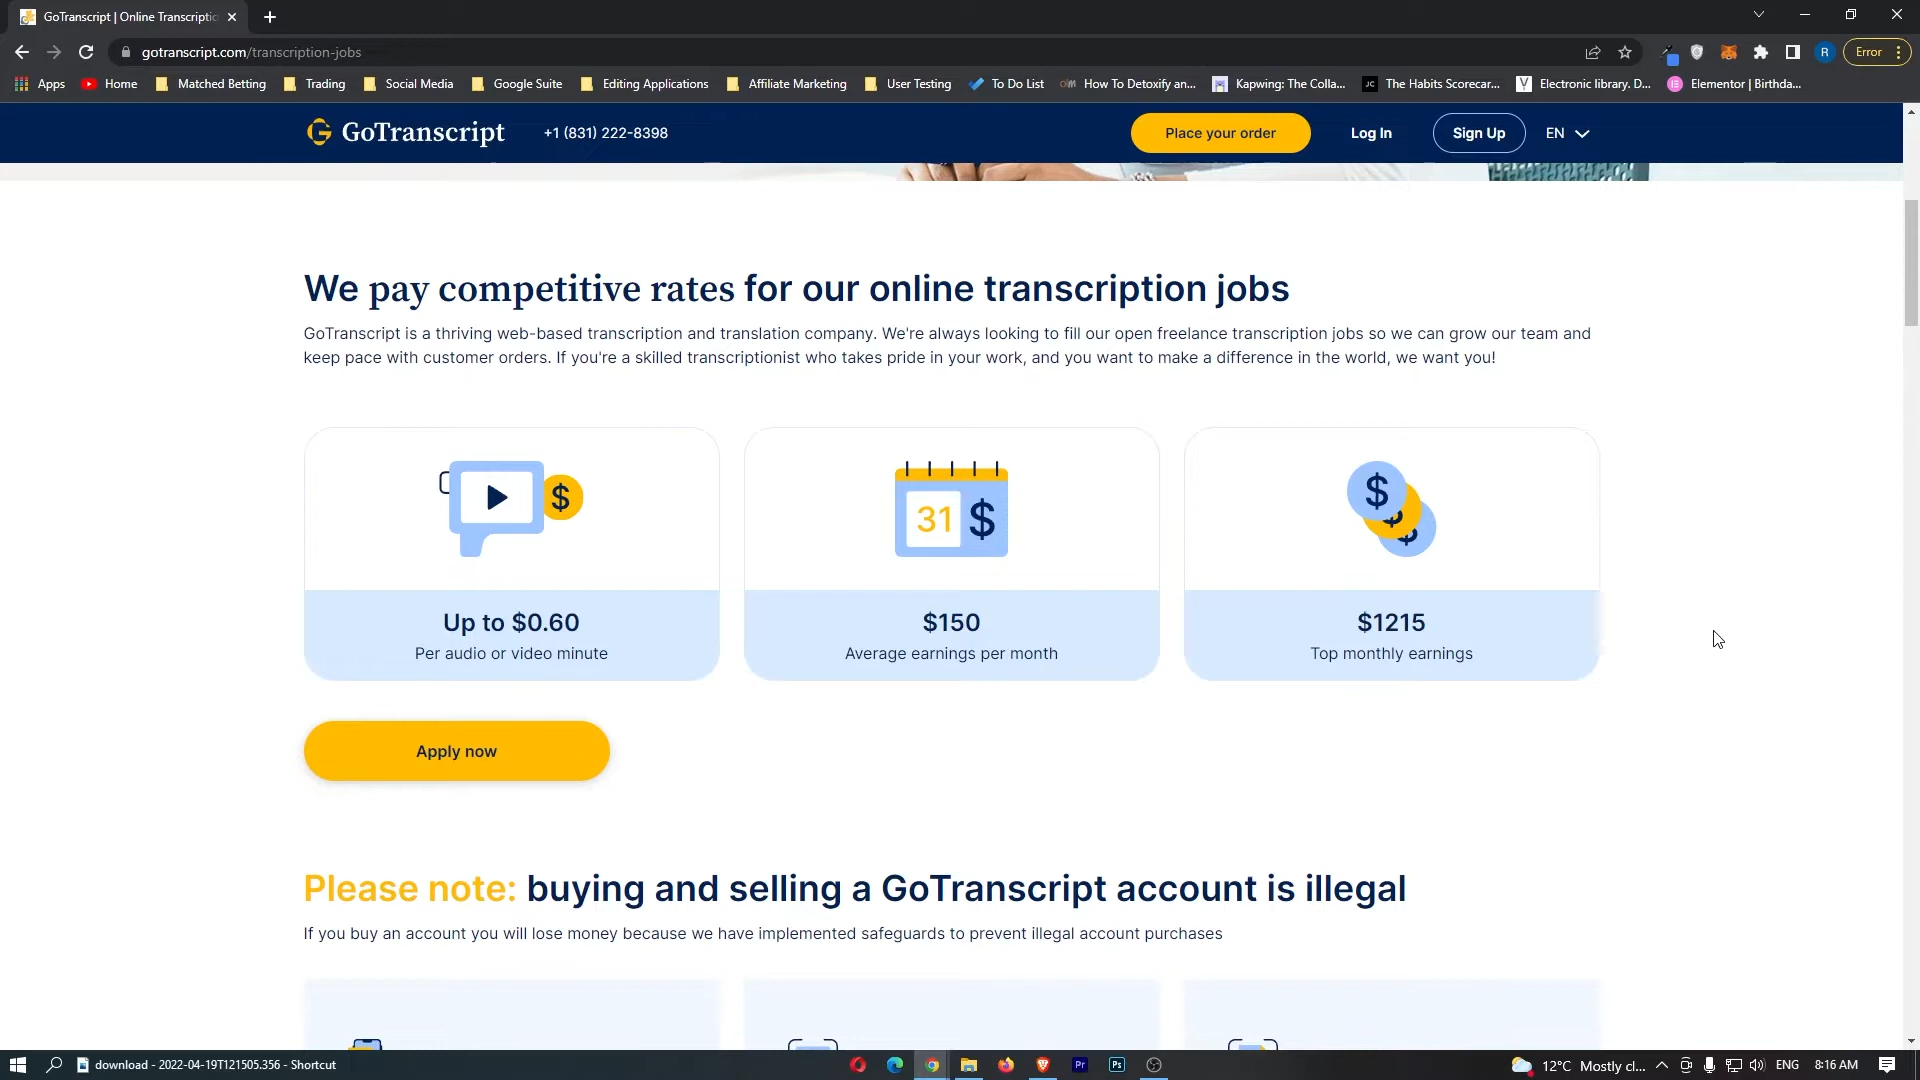 GoTranscript | Online Transcriptio
gotranscript.com/transcription-jobs
R
Error
Apps
Home
Matched Betting
Trading
Social Media
Google Suite
Editing Applications
Affiliate Marketing
User Testing
To Do List
How To Detoxify an...
Kapwing: The Colla...
JC
The Habits Scorecar...
Electronic library. D...
Elementor | Birthda...
GoTranscript
+1 (831) 222-8398
Place your order
Log In
Sign Up
EN
We pay competitive rates for our online transcription jobs
GoTranscript is a thriving web-based transcription and translation company. We're always looking to fill our open freelance transcription jobs so we can grow our team and
keep pace with customer orders. If you're a skilled transcriptionist who takes pride in your work, and you want to make a difference in the world, we want you!
$
31 $
$
$
$
Up to $0.60
Per audio or video minute
$150
Average earnings per month
$1215
Top monthly earnings
Apply now
Please note: buying and selling a GoTranscript account is illegal
If you buy an account you will lose money because we have implemented safeguards to prevent illegal account purchases
download - 2022-04-19T121505.356 - Shortcut
Pr
Ps
12°C Mostly cl...
ENG
8:16 AM